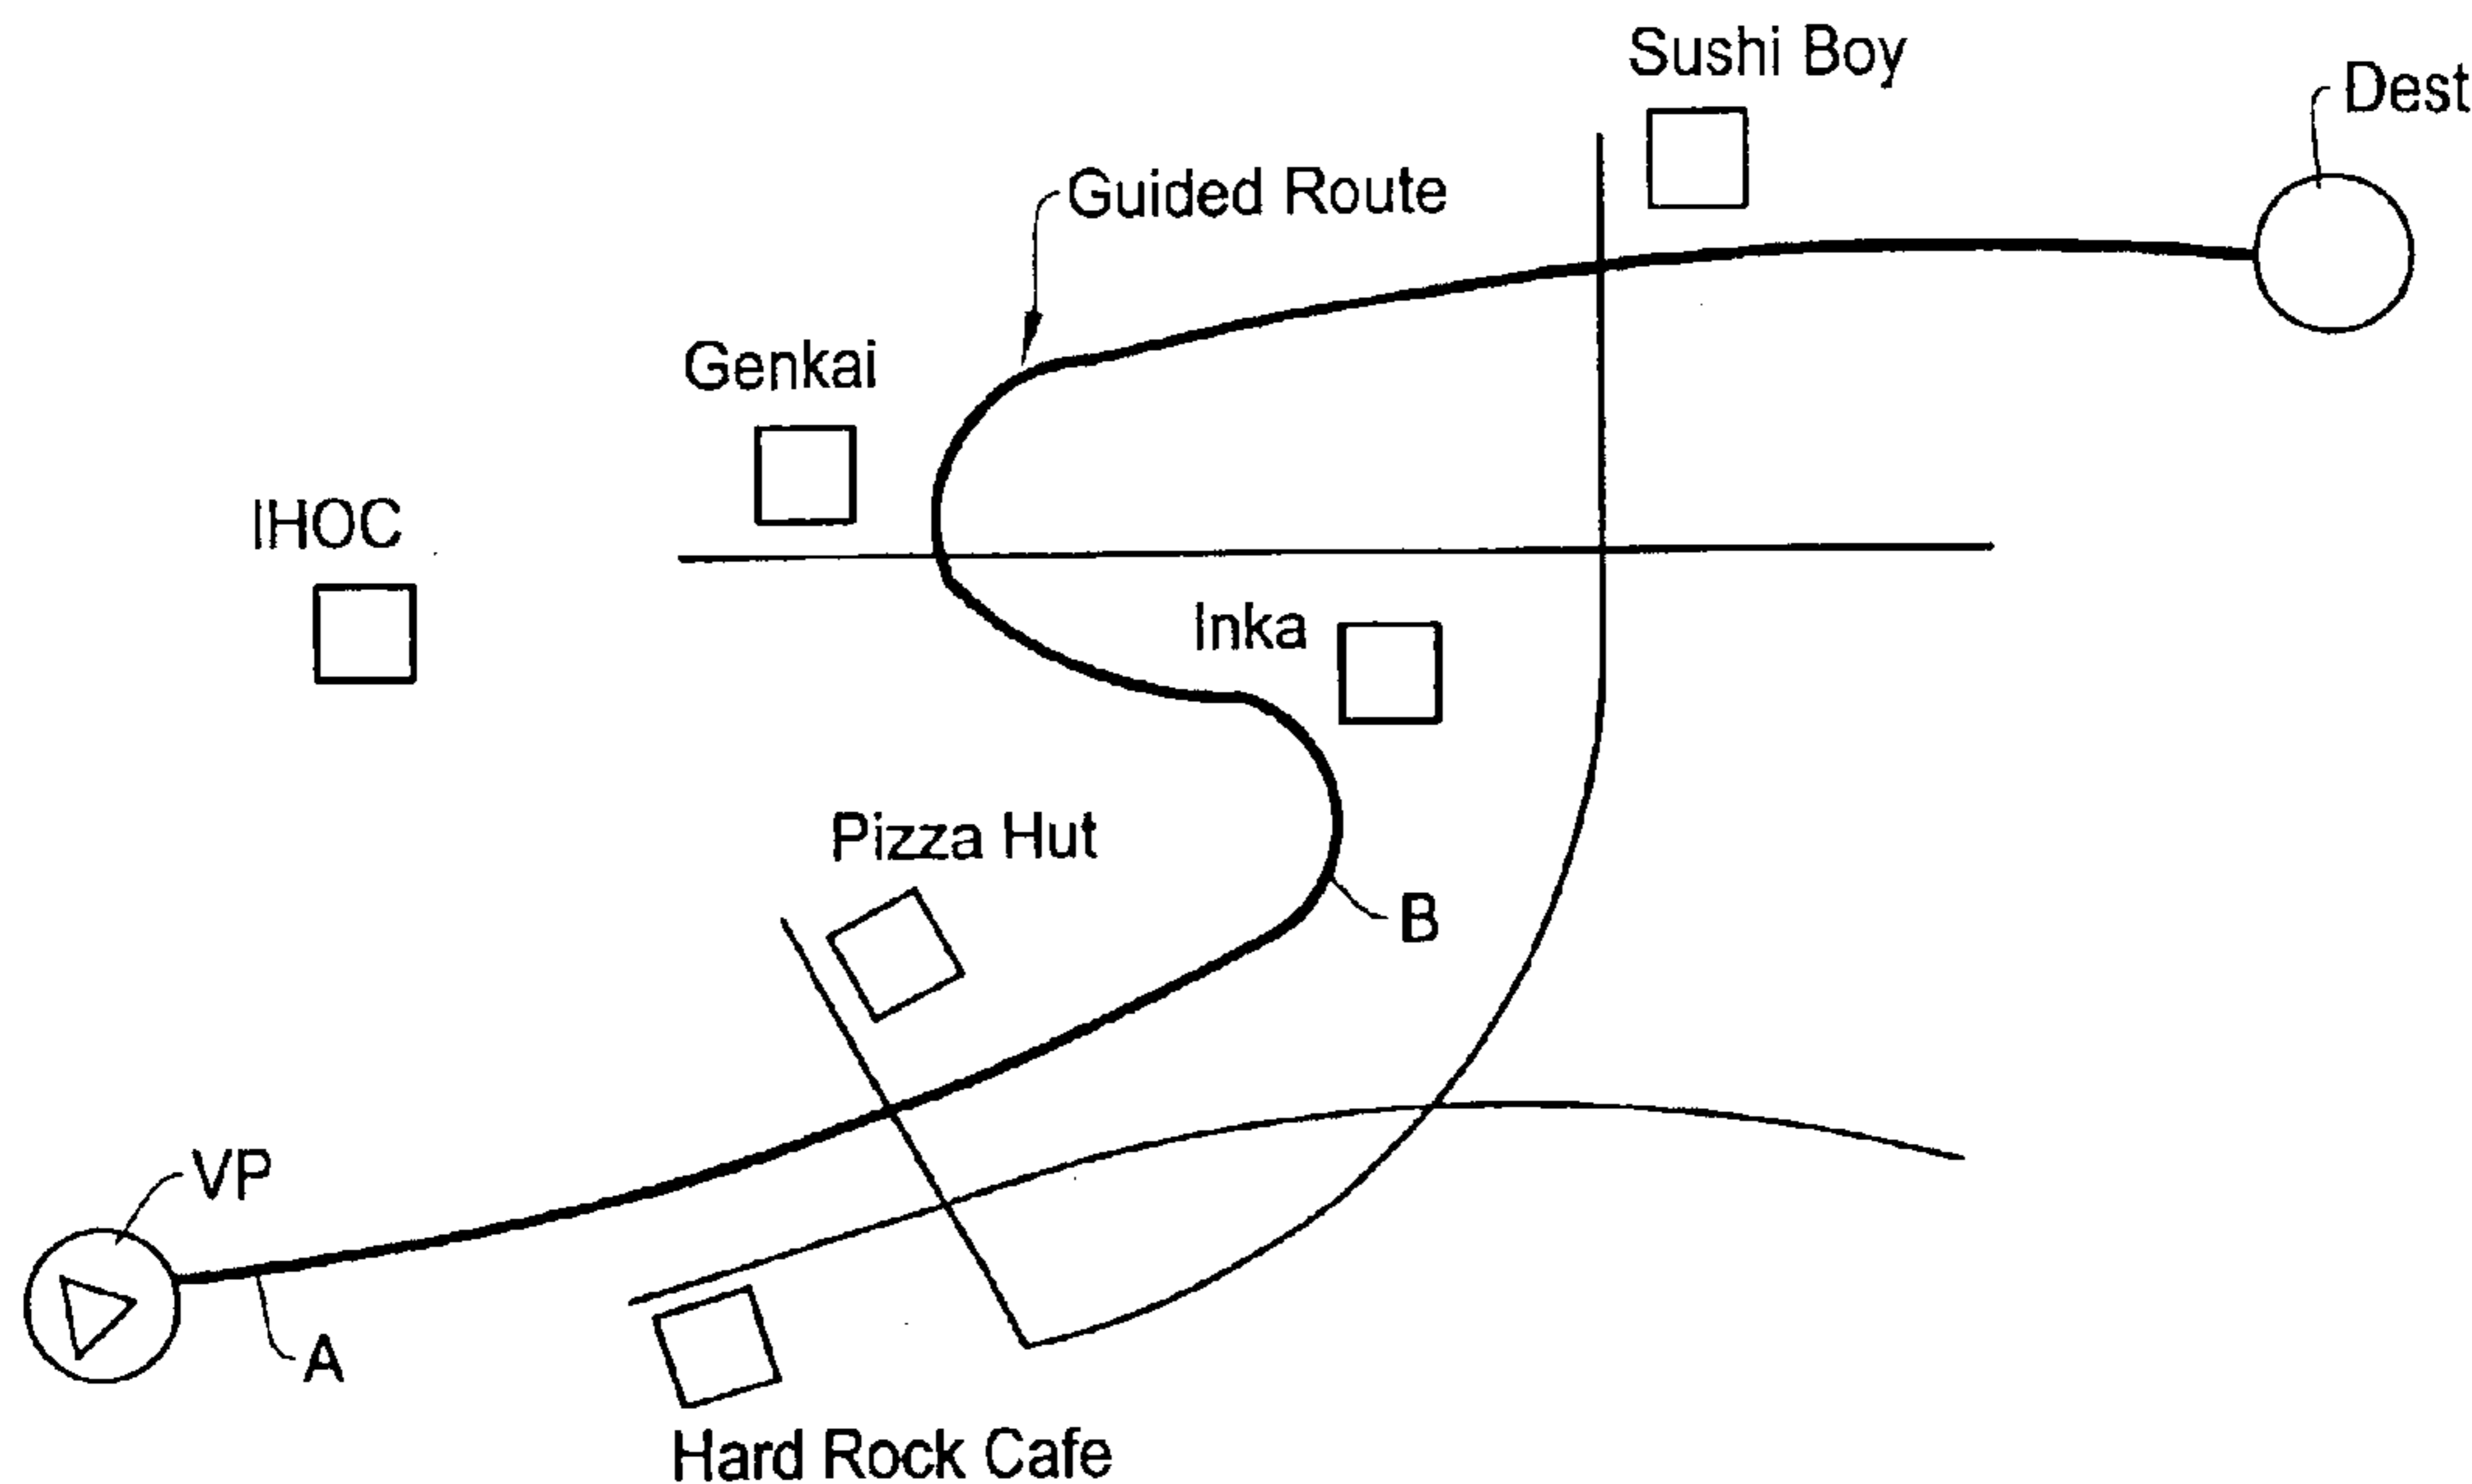 Sushi Boy
Dest
Guided Route
Genkai
IHOC
Inka
Pizza Hut
B
VP
A
Hard Rock Cafe